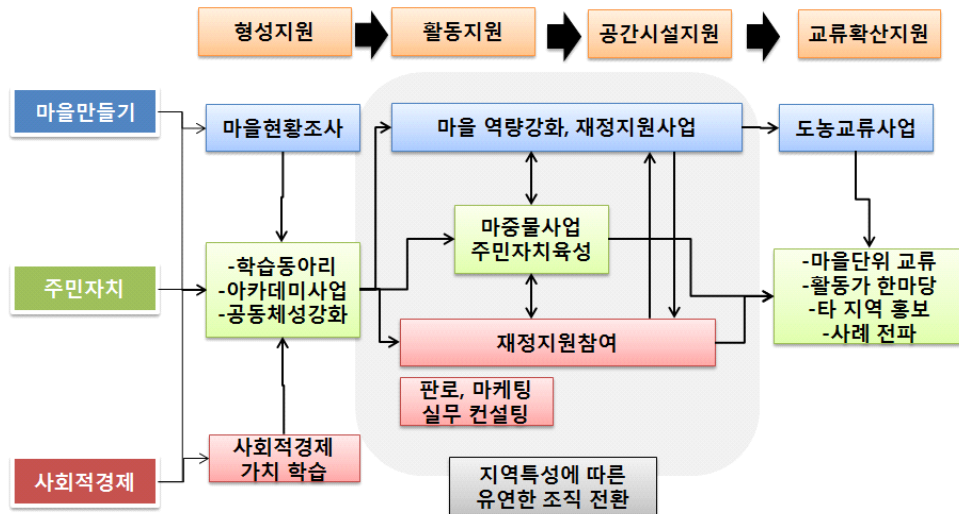 형성지원
활동지원
공간시설지원
교류확산지원
마을만들기
마을현황조사
마을 역량강화, 재정지원사업
도농교류사업
주민자치
-학습동아리
-아카데미사업
-공동체성강화
마중물사업
주민자치육성
-마을단위 교류
-활동가 한마당
-타 지역 홍보
-사례 전파
재정지원참여
판로, 마케팅
실무 컨설팅
사회적경제
사회적경제
가치 학습
지역특성에 따른
유연한 조직 전환